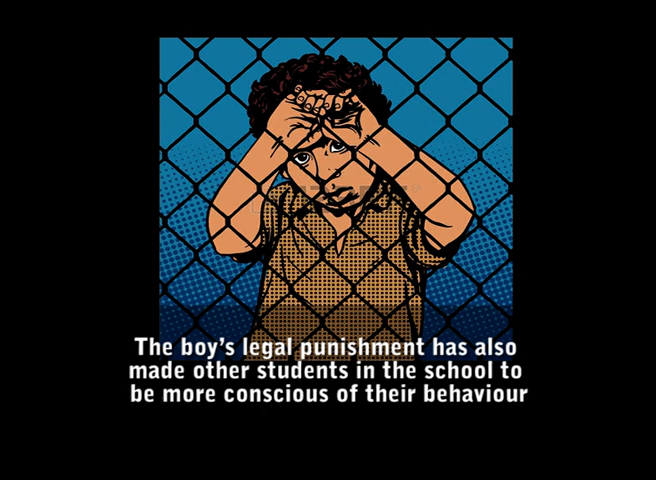 The boy's legal punishment has also
made other students in the school to
be more conscious of their behaviour